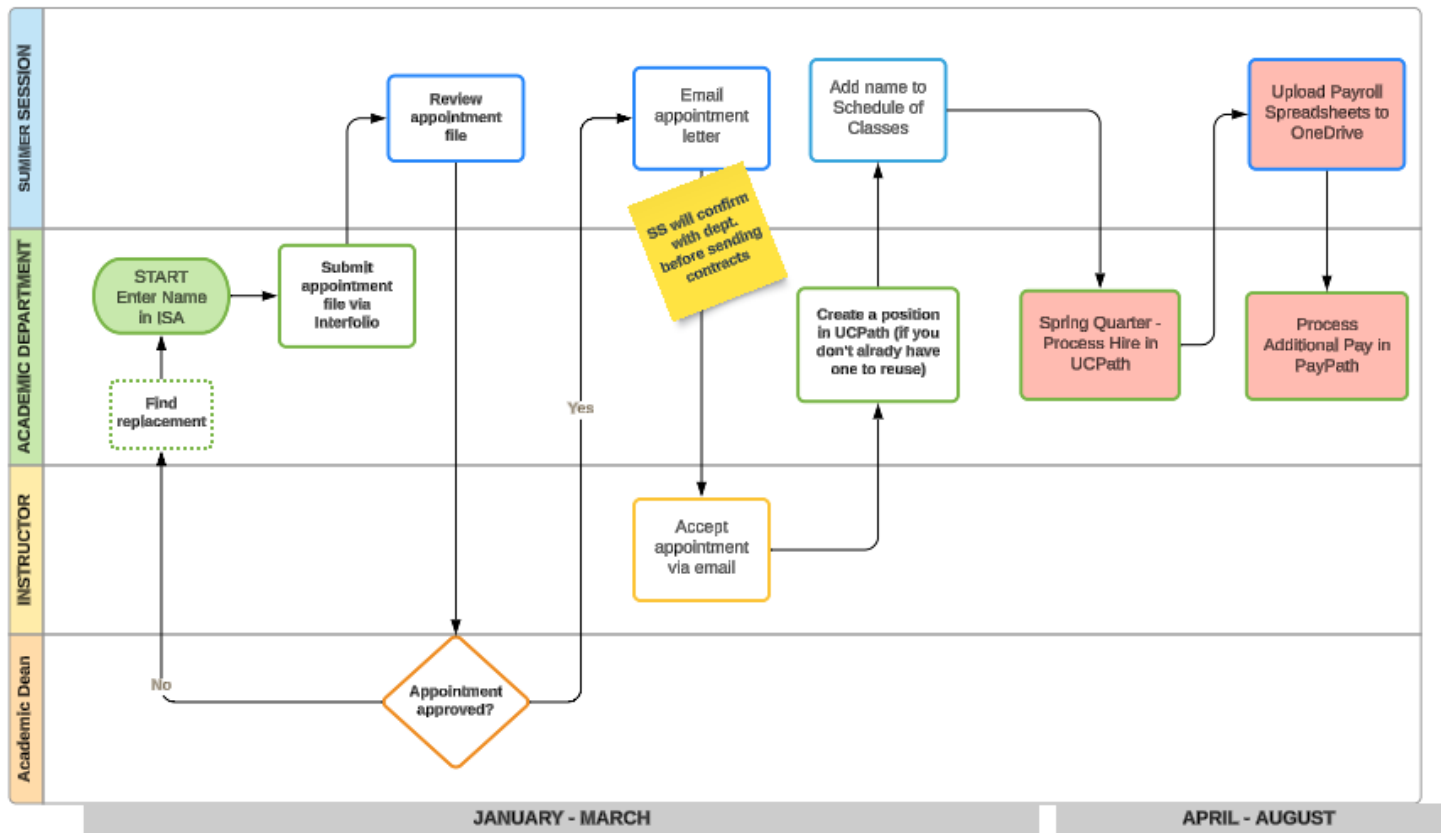 SUMMER SESSION
Review
appointment
file
Email
appointment
letter
Add name to
Schedule of
Classes
Upload Payroll
Spreadsheets to
OneDrive
SS will confirm
with dept.
before sending
contracts
ACADEMIC DEPARTMENT
START
Enter Name
in ISA
Submit
appointment
file via
Interfolio
Find
replacement
Create a position
in UCPath (if you
don't alrady have
one to reuse)
Spring Quarter -
Process Hire in
UCPath
Process
Additional Pay in
PayPath
Yes
INSTRUCTOR
Accept
appointment
via email
Academic Dean
No
Appointment
approved?
JANUARY - MARCH
APRIL - AUGUST